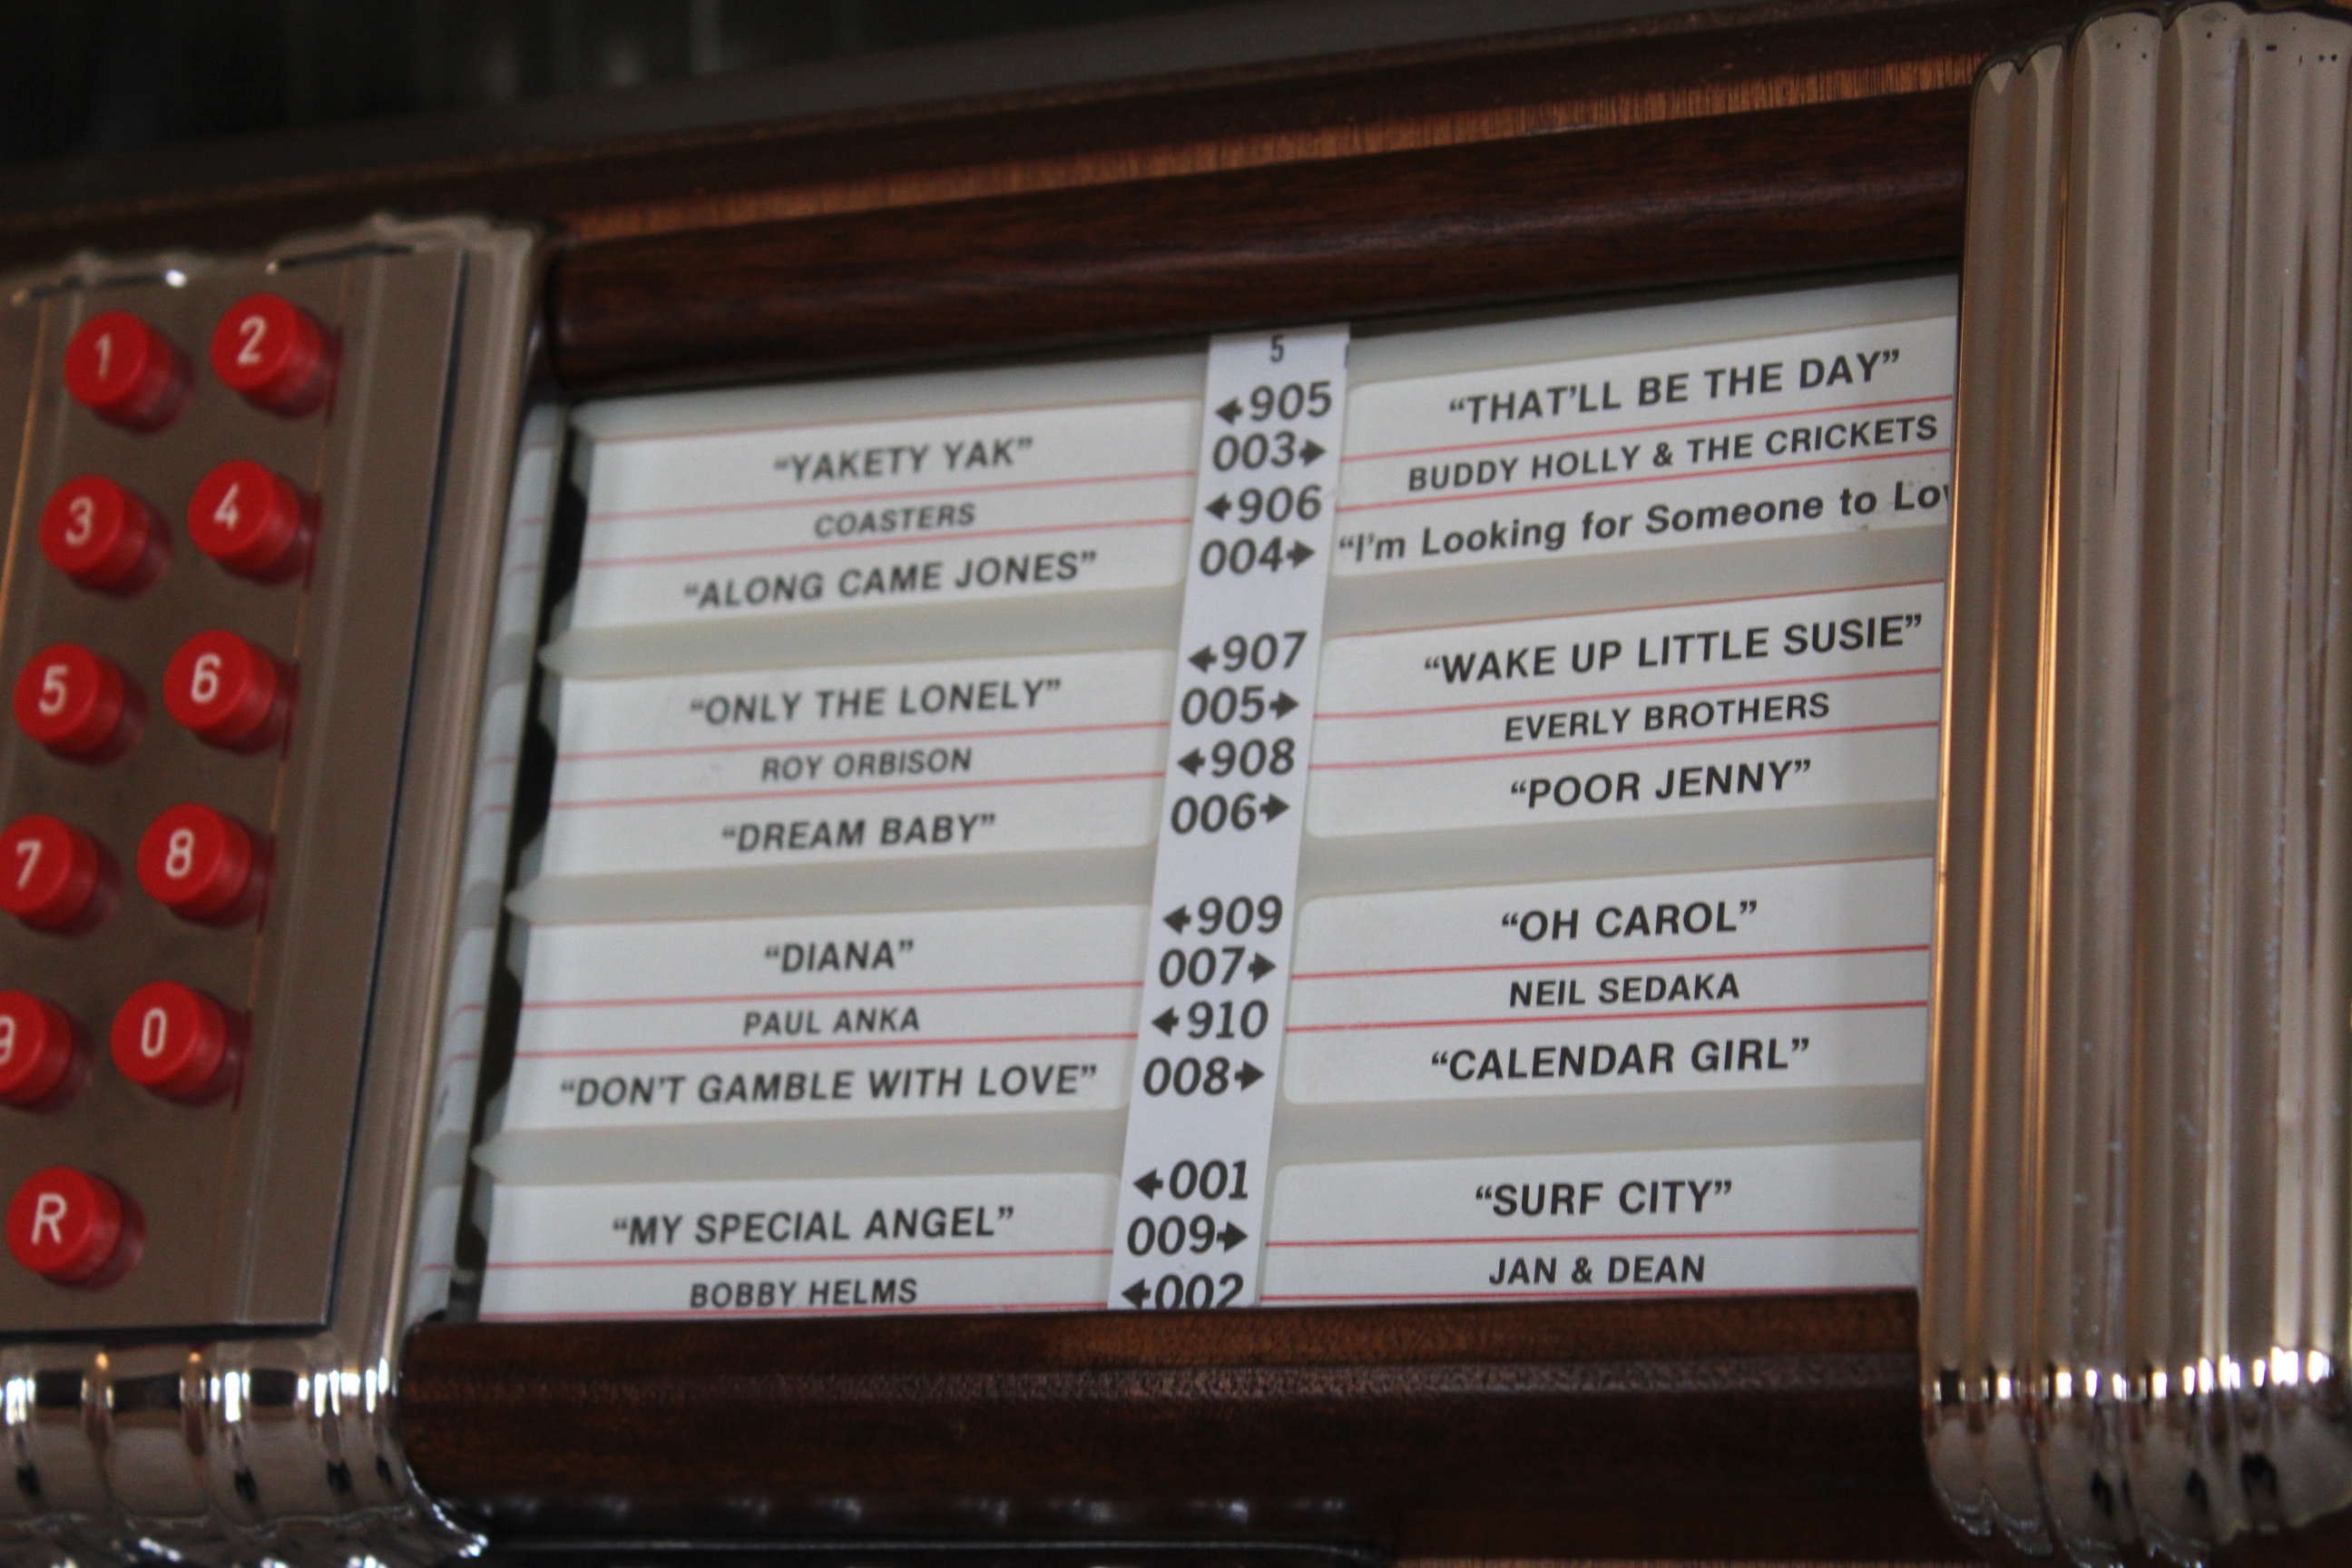 1 2
3 4
5 6
7 8
9 0
R
5
"YAKETY YAK"
COASTERS
"ALONG CAME JONES"
"ONLY THE LONELY"
ROY ORBISON
"DREAM BABY"
"DIANA"
PAUL ANKA
"DON'T GAMBLE WITH LOVE"
"MY SPECIAL ANGEL"
BOBBY HELMS
←905
003→
←906
004→
←907
005→
←908
006→
←909
007→
←910
008→
←001
009→
←002
"THAT'LL BE THE DAY"
BUDDY HOLLY & THE CRICKETS
"I'm Looking for Someone to Lov
"WAKE UP LITTLE SUSIE"
EVERLY BROTHERS
"POOR JENNY"
"OH CAROL"
NEIL SEDAKA
"CALENDAR GIRL"
"SURF CITY"
JAN & DEAN